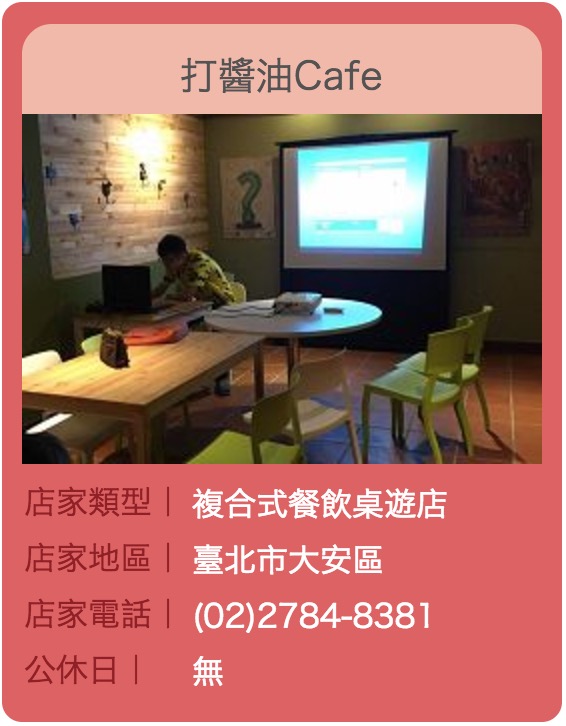 打醬油Cafe
店家類型｜ 複合式餐飲桌遊店
店家地區｜ 臺北市大安區
店家電話｜ (02)2784-8381
公休日｜ 無